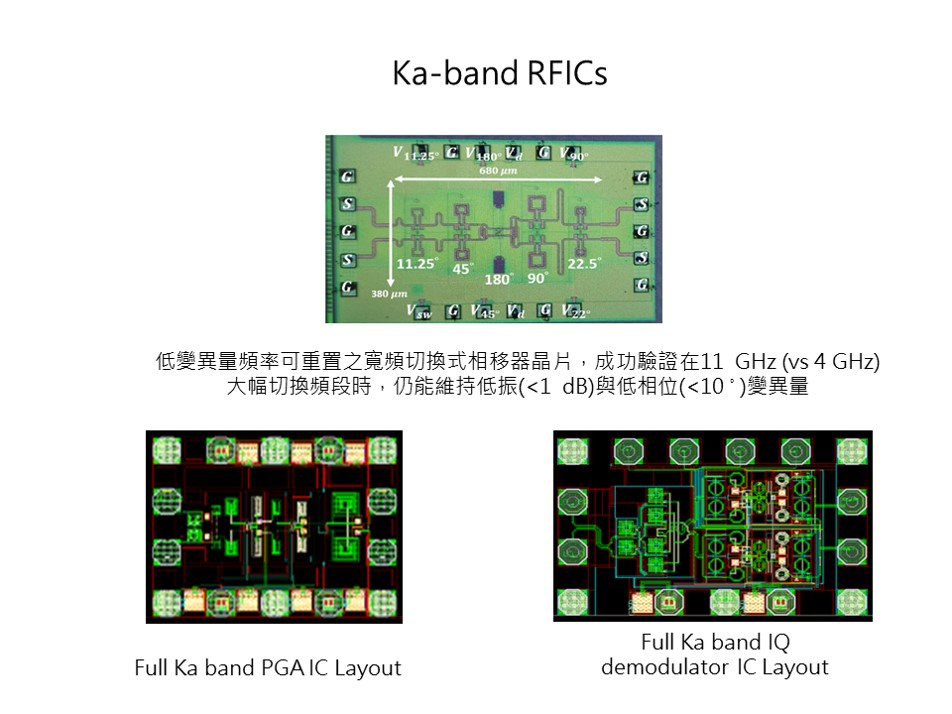 Ka-band RFICs
V11.25° G V180° Vd G V90°
680 μm
G G
S S
G G
S S
G G
11.25° 45° 180° 90° 22.5°
380 μm
Vsw G V45° Vd G V22°
低變異量頻率可重置之寬頻切換式相移器晶片，成功驗證在11 GHz (vs 4 GHz)
大幅切換頻段時，仍能維持低振(<1 dB)與低相位(<10 ° )變異量
Full Ka band PGA IC Layout
Full Ka band IQ
demodulator IC Layout